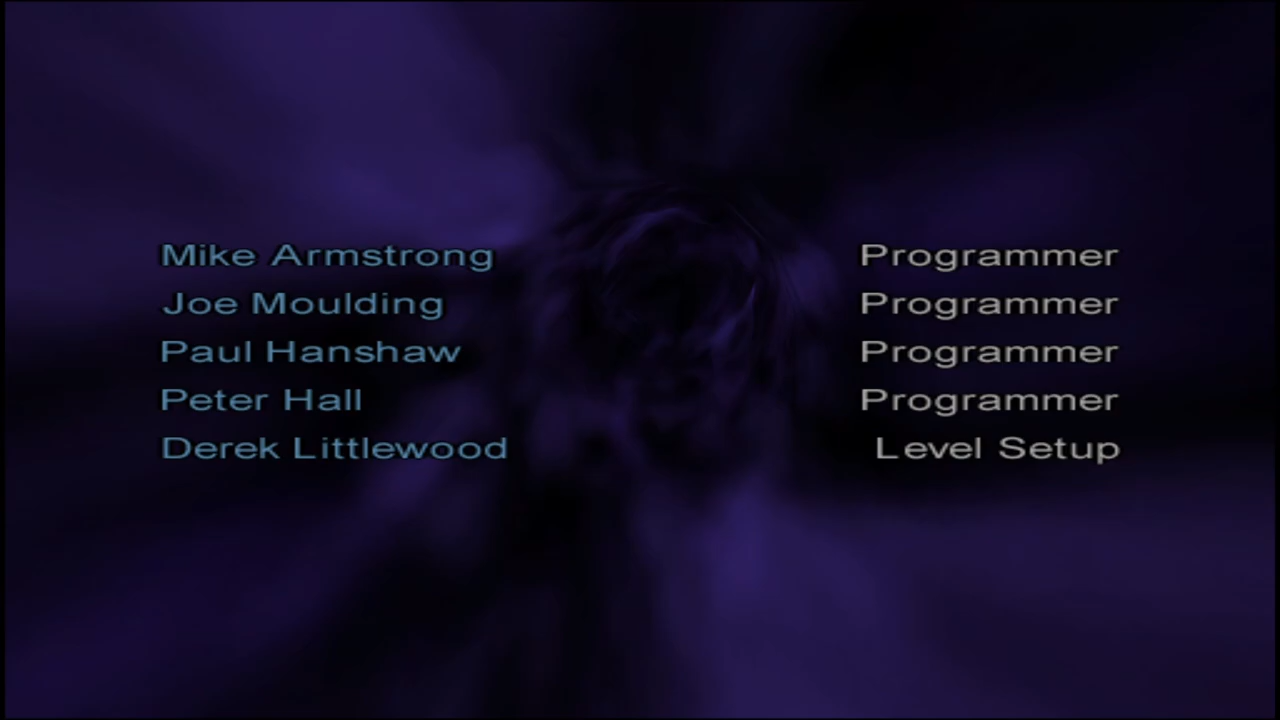 Mike Armstrong Programmer
Joe Moulding Programmer
Paul Hanshaw Programmer
Peter Hall Programmer
Derek Littlewood Level Setup